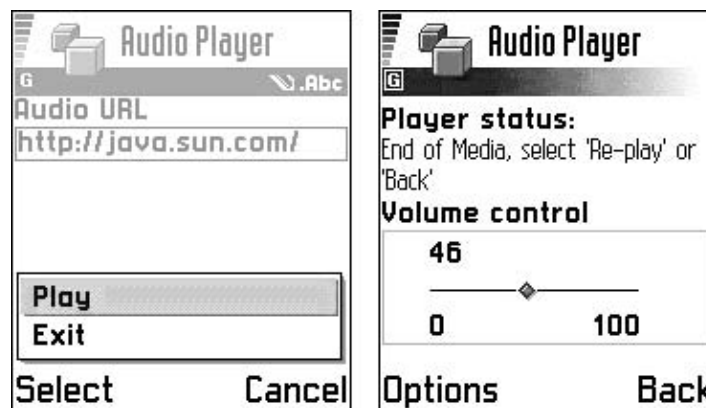 Audio Player
G
.Abc
Audio URL
http://java.sun.com/
Play
Exit
Select Cancel
Audio Player
G
Player status:
End of Media, select 'Re-play' or
'Back'
Volume control
46
0 100
Options Back